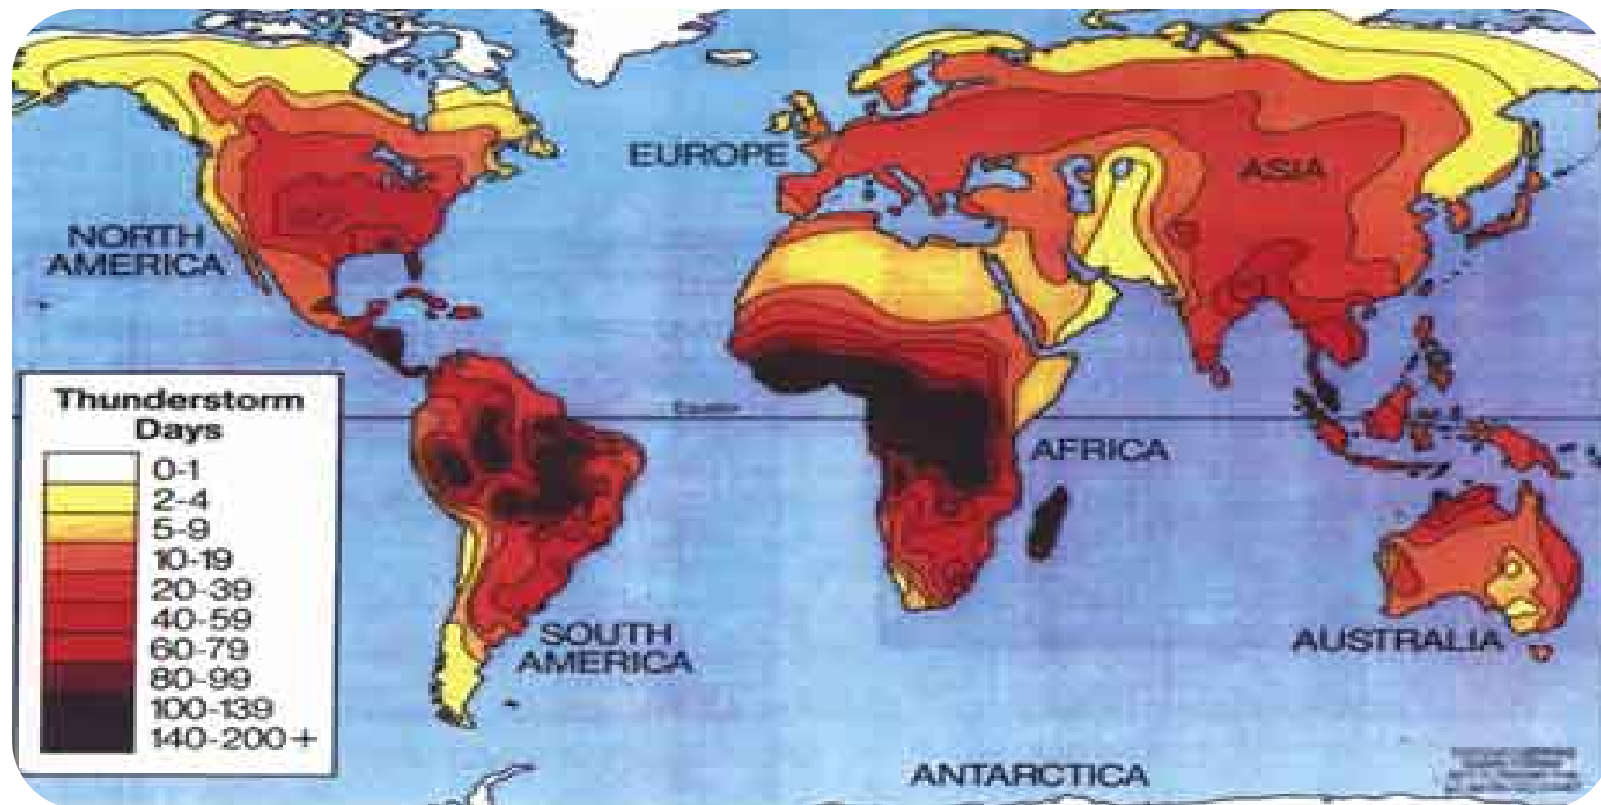 EUROPE
ASIA
NORTH
AMERICA
Thunderstorm
Days
0-1
2-4
5-9
10-19
20-39
40-59
60-79
80-99
100-139
140-200+
Equator
AFRICA
SOUTH
AMERICA
AUSTRALIA
ANTARCTICA